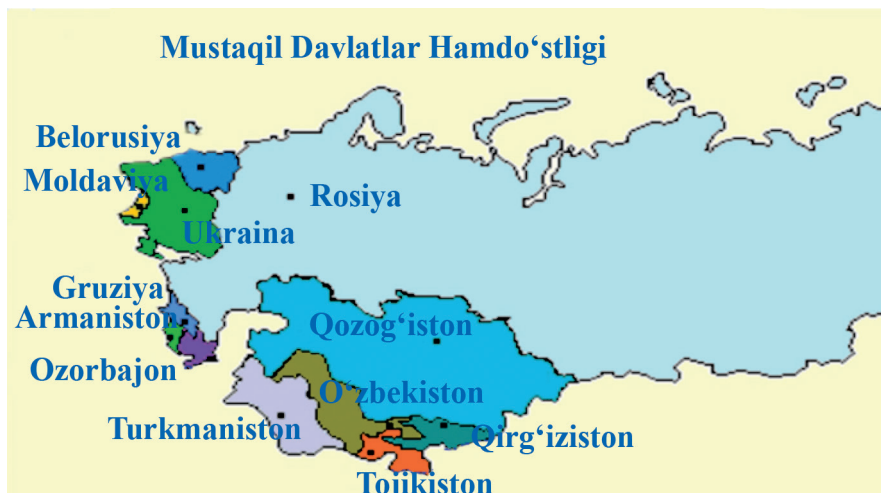 Mustaqil Davlatlar Hamdo‘stligi
Belorusiya
Moldaviya
Rosiya
Ukraina
Gruziya
Armaniston
Qozog‘iston
Ozorbajon
O‘zbekiston
Turkmaniston
Qirg‘iziston
Tojikiston